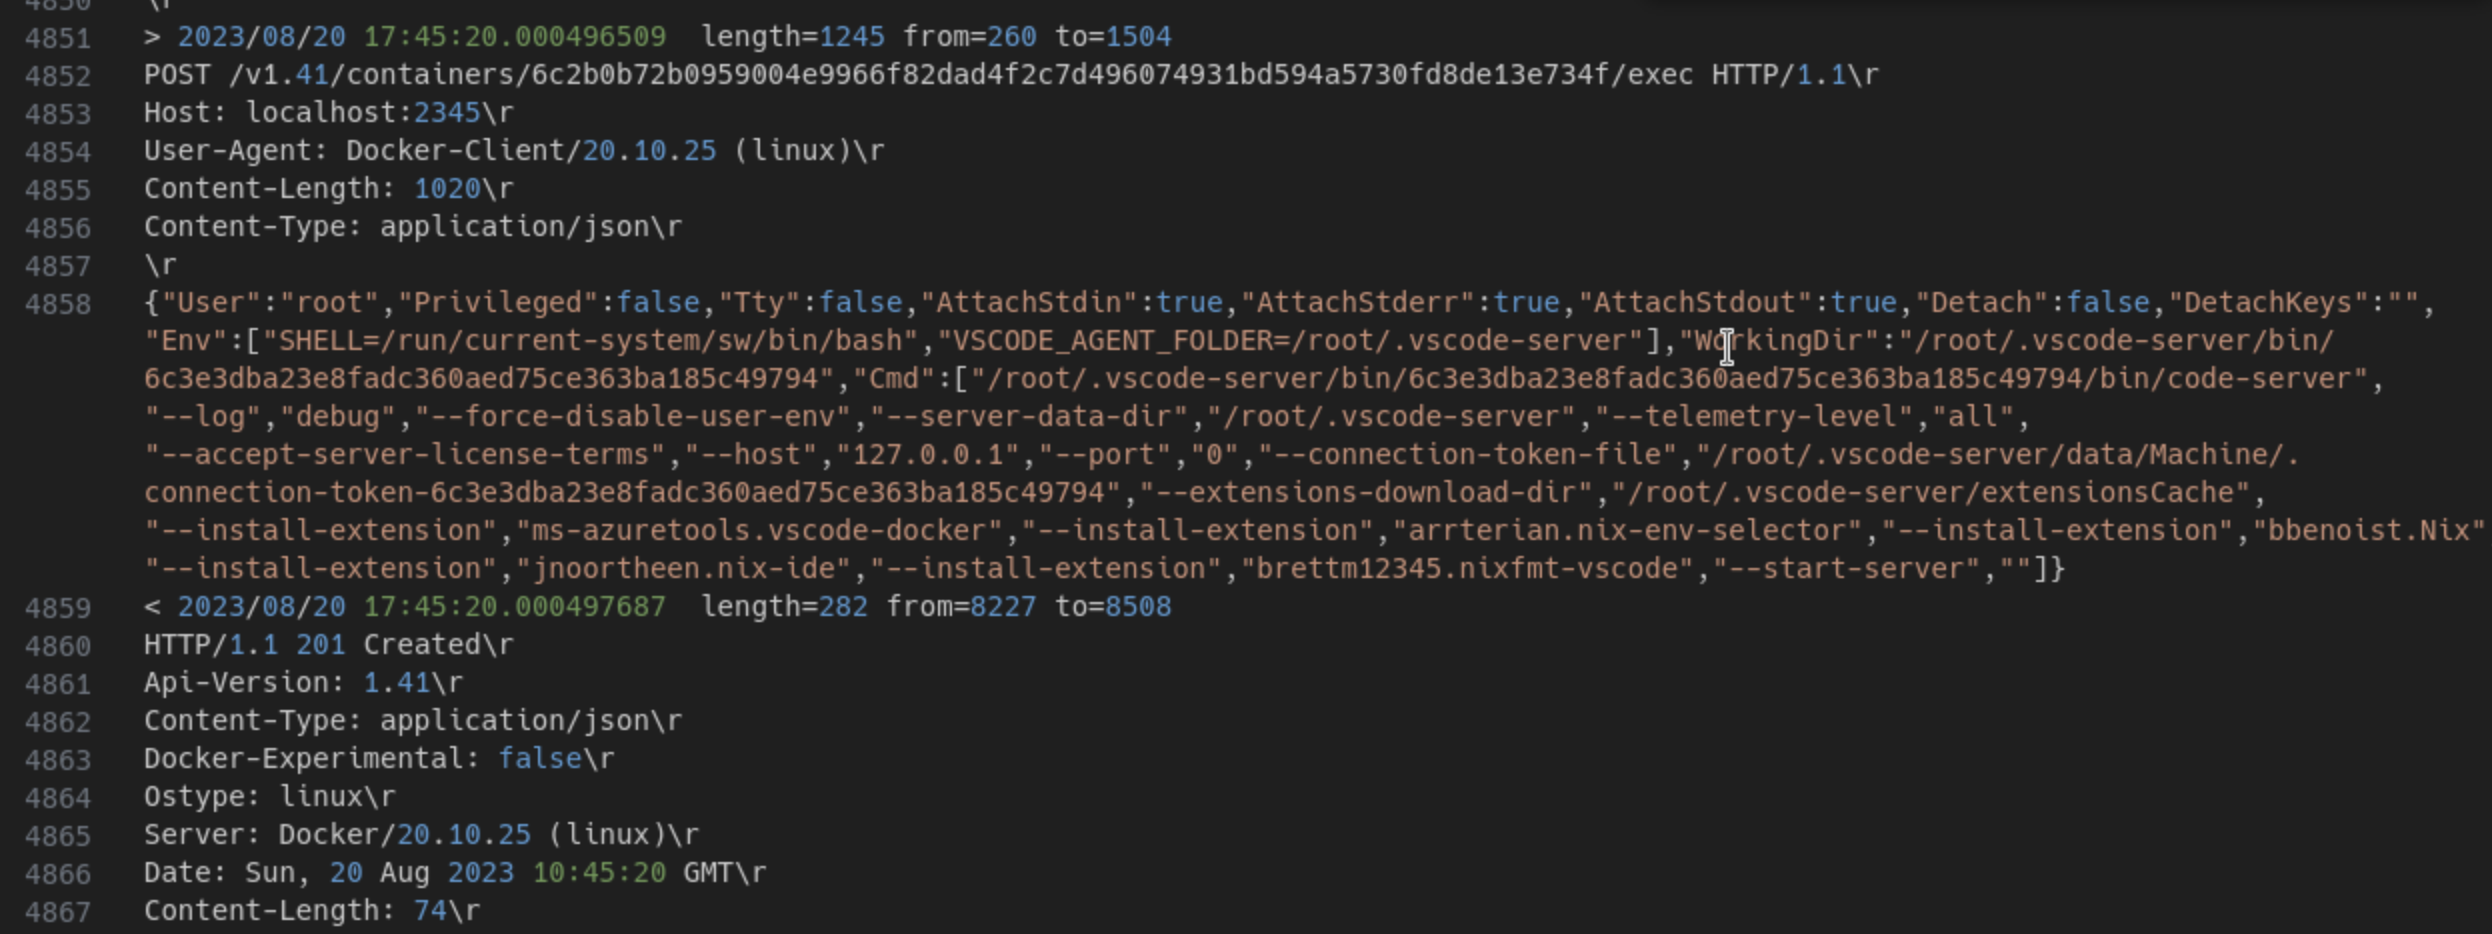 4850 \r
4851 > 2023/08/20 17:45:20.000496509  length=1245 from=260 to=1504
4852 POST /v1.41/containers/6c2b0b72b0959004e9966f82dad4f2c7d496074931bd594a5730fd8de13e734f/exec HTTP/1.1\r
4853 Host: localhost:2345\r
4854 User-Agent: Docker-Client/20.10.25 (linux)\r
4855 Content-Length: 1020\r
4856 Content-Type: application/json\r
4857 \r
4858 {"User":"root","Privileged":false,"Tty":false,"AttachStdin":true,"AttachStderr":true,"AttachStdout":true,"Detach":false,"DetachKeys":"",
"Env":["SHELL=/run/current-system/sw/bin/bash","VSCODE_AGENT_FOLDER=/root/.vscode-server"],"WorkingDir":"/root/.vscode-server/bin/
6c3e3dba23e8fadc360aed75ce363ba185c49794","Cmd":["/root/.vscode-server/bin/6c3e3dba23e8fadc360aed75ce363ba185c49794/bin/code-server",
"--log","debug","--force-disable-user-env","--server-data-dir","/root/.vscode-server","--telemetry-level","all",
"--accept-server-license-terms","--host","127.0.0.1","--port","0","--connection-token-file","/root/.vscode-server/data/Machine/.
connection-token-6c3e3dba23e8fadc360aed75ce363ba185c49794","--extensions-download-dir","/root/.vscode-server/extensionsCache",
"--install-extension","ms-azuretools.vscode-docker","--install-extension","arrterian.nix-env-selector","--install-extension","bbenoist.Nix"
"--install-extension","jnoortheen.nix-ide","--install-extension","brettm12345.nixfmt-vscode","--start-server",""]}
4859 < 2023/08/20 17:45:20.000497687  length=282 from=8227 to=8508
4860 HTTP/1.1 201 Created\r
4861 Api-Version: 1.41\r
4862 Content-Type: application/json\r
4863 Docker-Experimental: false\r
4864 Ostype: linux\r
4865 Server: Docker/20.10.25 (linux)\r
4866 Date: Sun, 20 Aug 2023 10:45:20 GMT\r
4867 Content-Length: 74\r